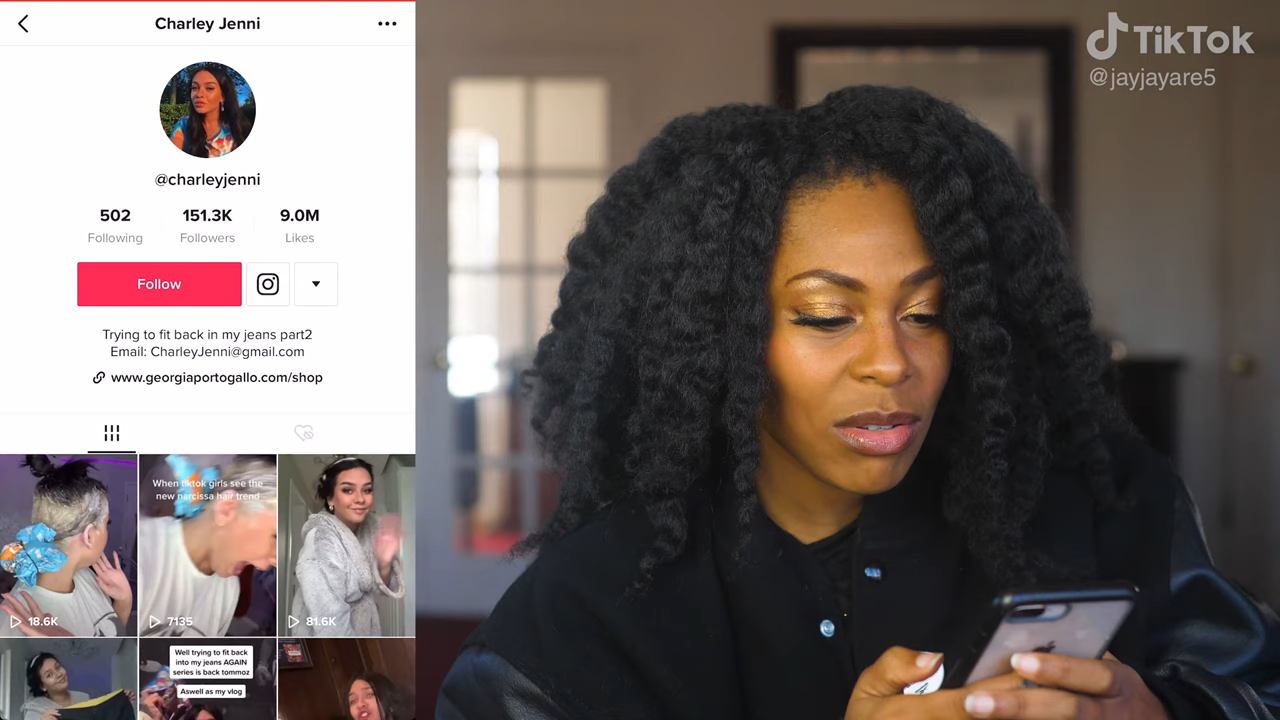 Charley Jenni
TikTok
@jayjayare5
@charleyjenni
502
151.3K
9.0M
Following
Followers
Likes
Follow
Trying to fit back in my jeans part2
Email: CharleyJenni@gmail.com
www.georgiaportogallo.com/shop
When tiktok girls see the
new narcissa hair trend
18.6K
7135
81.6K
Well trying to fit back
into my jeans AGAIN
series is back tommoz
Aswell as my vlog